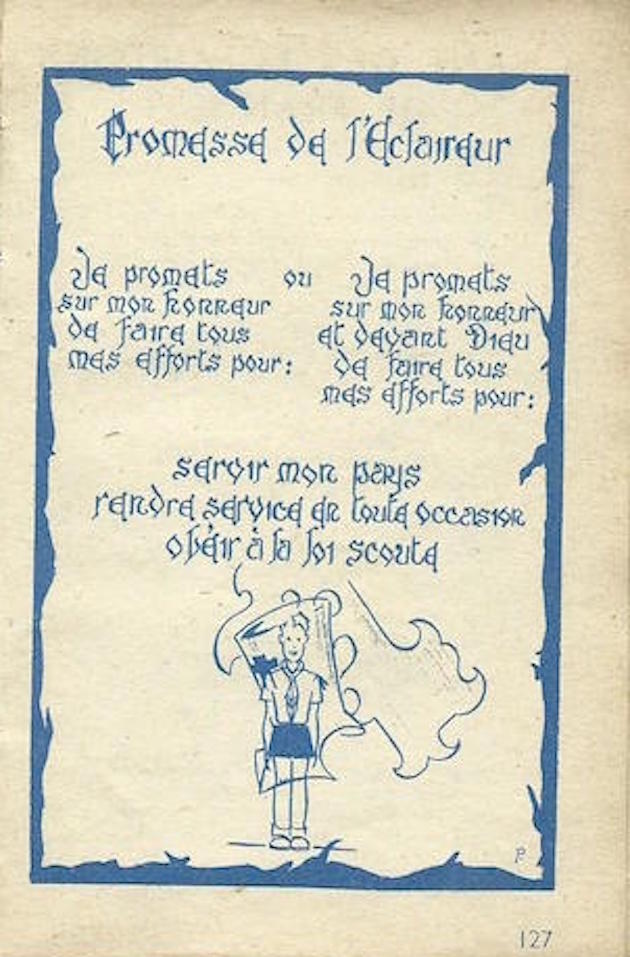 Promesse de l'Eclaireur
Je promets
sur mon honneur
de faire tous
mes efforts pour:
ou
Je promets
sur mon honneur
et devant Dieu
de faire tous
mes efforts pour:
servir mon pays
rendre service en toute occasion
obéir à la loi scoute
P
127